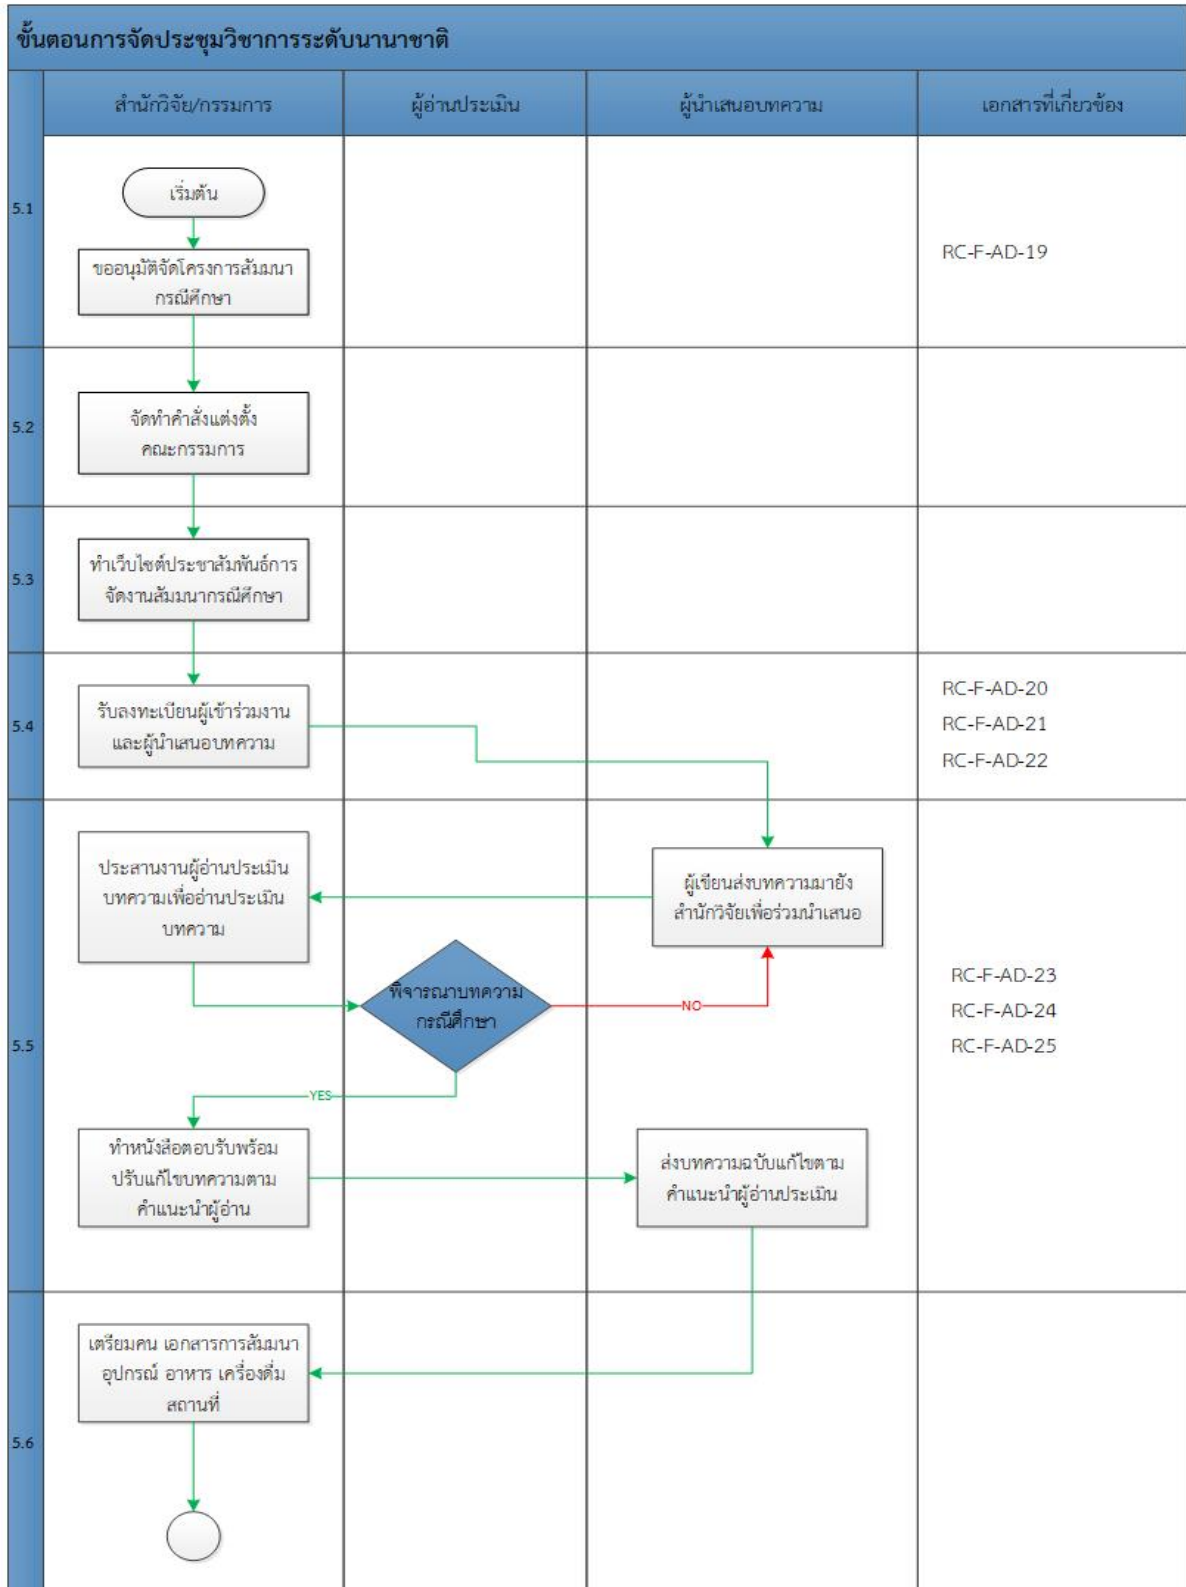 ขั้นตอนการจัดประชุมวิชาการระดับนานาชาติ
สำนักวิจัย/กรรมการ
ผู้อ่านประเมิน
ผู้นำเสนอบทความ
เอกสารที่เกี่ยวข้อง
5.1
เริ่มต้น
ขออนุมัติจัดโครงการสัมมนา
กรณีศึกษา
RC-F-AD-19
5.2
จัดทำคำสั่งแต่งตั้ง
คณะกรรมการ
5.3
ทำเว็บไซต์ประชาสัมพันธ์การ
จัดงานสัมมนากรณีศึกษา
5.4
รับลงทะเบียนผู้เข้าร่วมงาน
และผู้นำเสนอบทความ
RC-F-AD-20
RC-F-AD-21
RC-F-AD-22
5.5
ประสานงานผู้อ่านประเมิน
บทความเพื่ออ่านประเมิน
บทความ
ผู้เขียนส่งบทความมายัง
สำนักวิจัยเพื่อร่วมนำเสนอ
พิจารณาบทความ
กรณีศึกษา
NO
YES
RC-F-AD-23
RC-F-AD-24
RC-F-AD-25
ทำหนังสือตอบรับพร้อม
ปรับแก้ไขบทความตาม
คำแนะนำผู้อ่าน
ส่งบทความฉบับแก้ไขตาม
คำแนะนำผู้อ่านประเมิน
5.6
เตรียมคน เอกสารการสัมมนา
อุปกรณ์ อาหาร เครื่องดื่ม
สถานที่